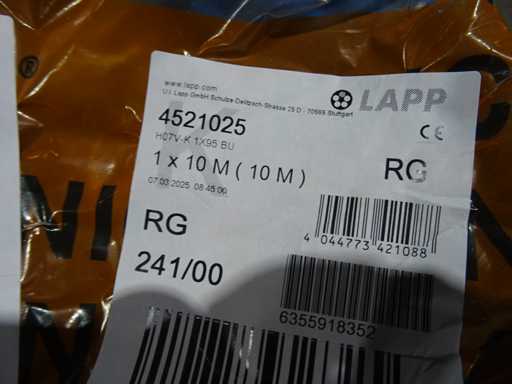 www.lapp.com
U.I. Lapp GmbH Schulze-Delitzsch-Strasse 25 D - 70565 Stuttgart
LAPP
4521025
H07V-K 1X95 BU
CE
1 x 10 M ( 10 M )
RG
07.03.2025 08:45:00
RG
4 044773 421088
241/00
6355918352
®